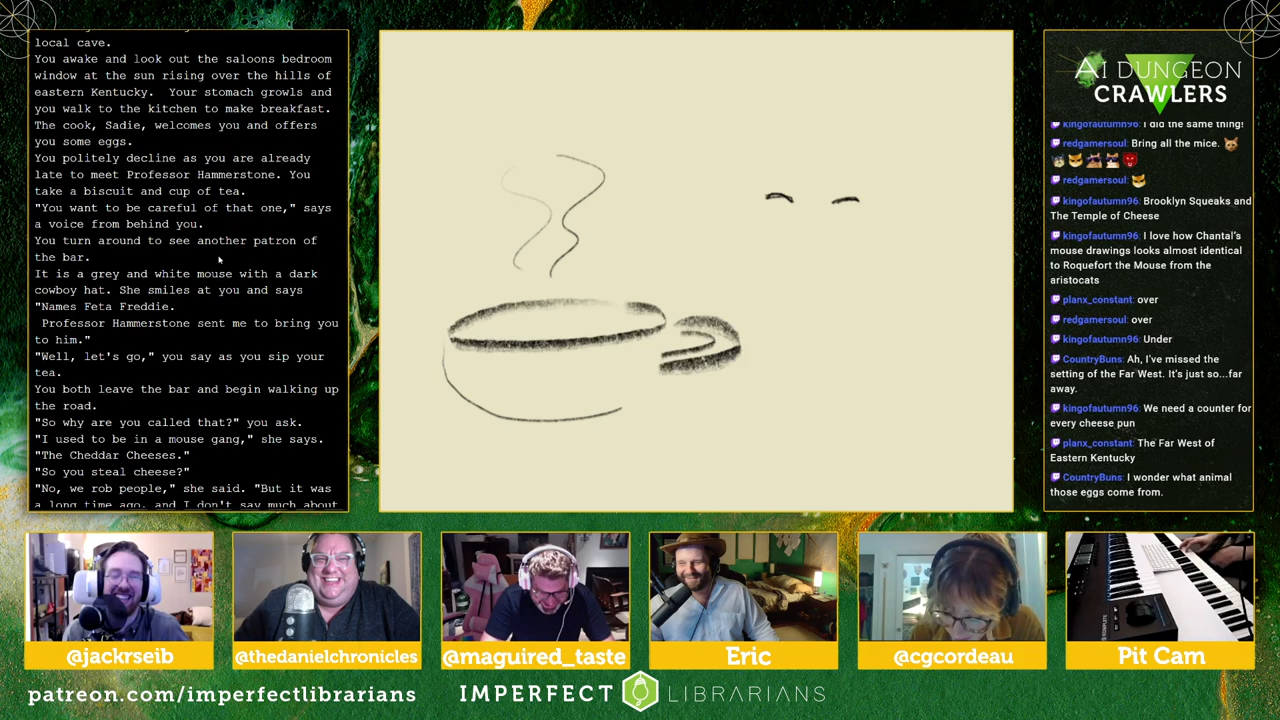 local cave.
You awake and look out the saloons bedroom
window at the sun rising over the hills of
eastern Kentucky.  Your stomach growls and
you walk to the kitchen to make breakfast.
The cook, Sadie, welcomes you and offers
you some eggs.
You politely decline as you are already
late to meet Professor Hammerstone. You
take a biscuit and cup of tea.
"You want to be careful of that one," says
a voice from behind you.
You turn around to see another patron of
the bar.
It is a grey and white mouse with a dark
cowboy hat. She smiles at you and says
"Names Feta Freddie.
 Professor Hammerstone sent me to bring you
to him."
"Well, let's go," you say as you sip your
tea.
You both leave the bar and begin walking up
the road.
"So why are you called that?" you ask.
"I used to be in a mouse gang," she says.
"The Cheddar Cheeses."
"So you steal cheese?"
"No, we rob people," she said. "But it was
a long time ago, and I don't say much about
AI DUNGEON
CRAWLERS
kingofautumn96: I did the same thing!
redgamersoul: Bring all the mice.
redgamersoul:
kingofautumn96: Brooklyn Squeaks and
The Temple of Cheese
kingofautumn96: I love how Chantal's
mouse drawings looks almost identical
to Roquefort the Mouse from the
aristocats
planx_constant: over
redgamersoul: over
kingofautumn96: Under
CountryBuns: Ah, I've missed the
setting of the Far West. It's just so...far
away.
kingofautumn96: We need a counter for
every cheese pun
planx_constant: The Far West of
Eastern Kentucky
CountryBuns: I wonder what animal
those eggs come from.
@jackrseib
@thedanielchronicles
@maguired_taste
Eric
@cgcordeau
Pit Cam
patreon.com/imperfectlibrarians
IMPERFECT LIBRARIANS